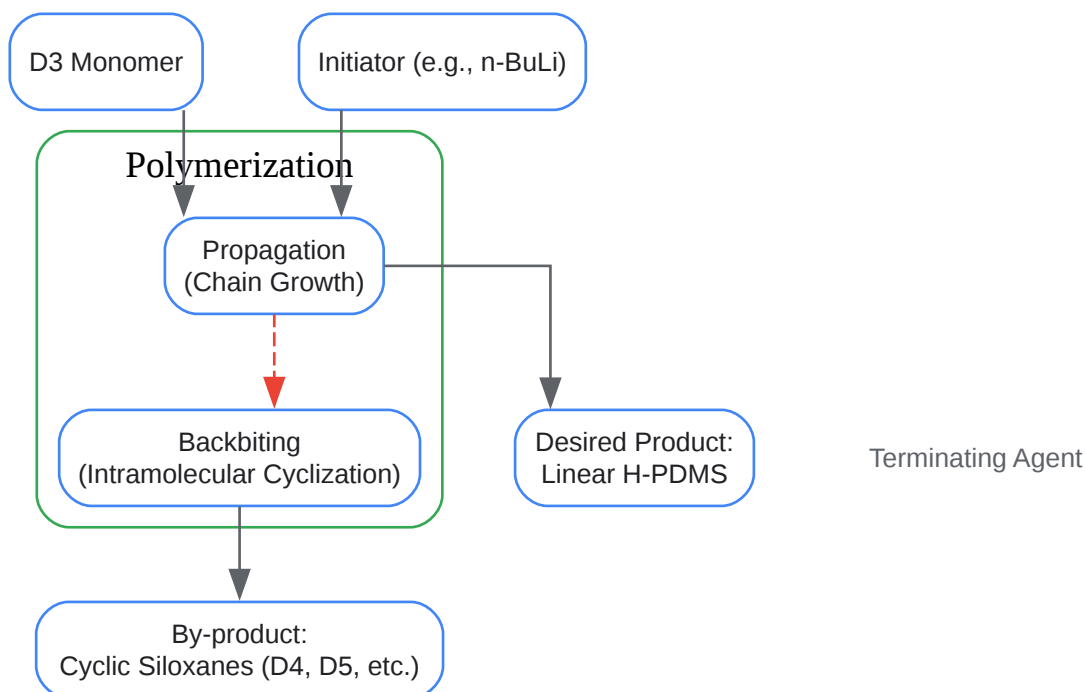 D3 Monomer
Initiator (e.g., n-BuLi)
Polymerization
Propagation
(Chain Growth)
Backbiting
(Intramolecular Cyclization)
Desired Product:
Linear H-PDMS
Terminating Agent
By-product:
Cyclic Siloxanes (D4, D5, etc.)